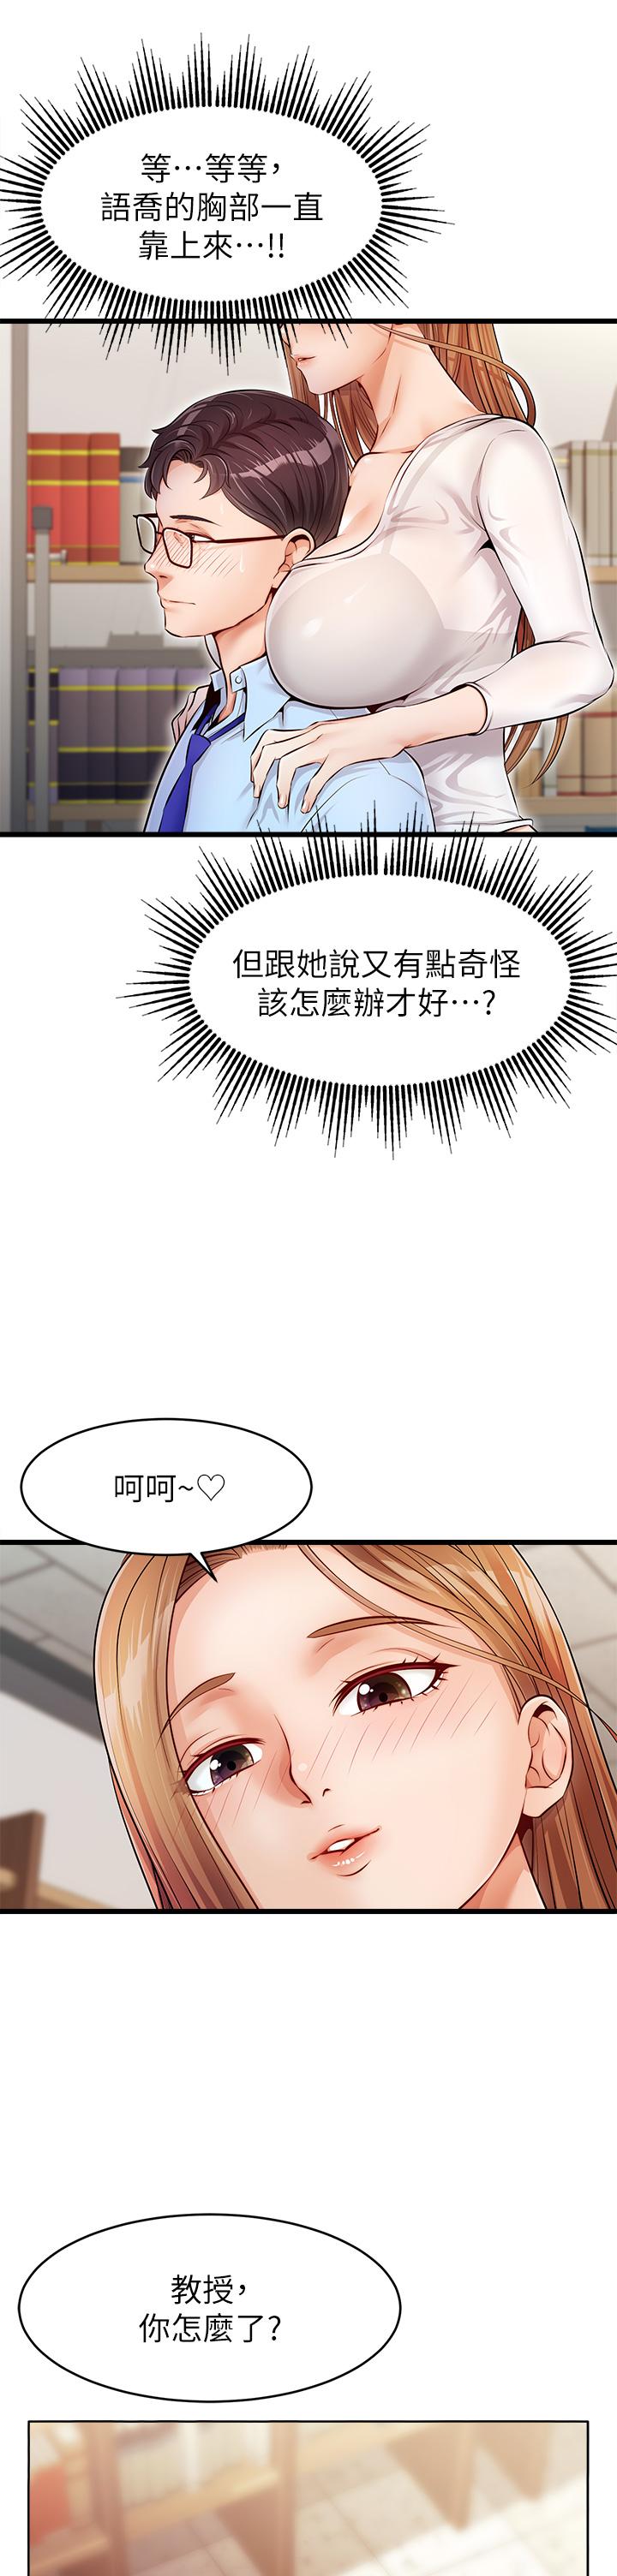 等⋯等等，
語喬的胸部一直
靠上來⋯!!
但跟她說又有點奇怪
該怎麼辦才好⋯?
呵呵~♡
教授，
你怎麼了?